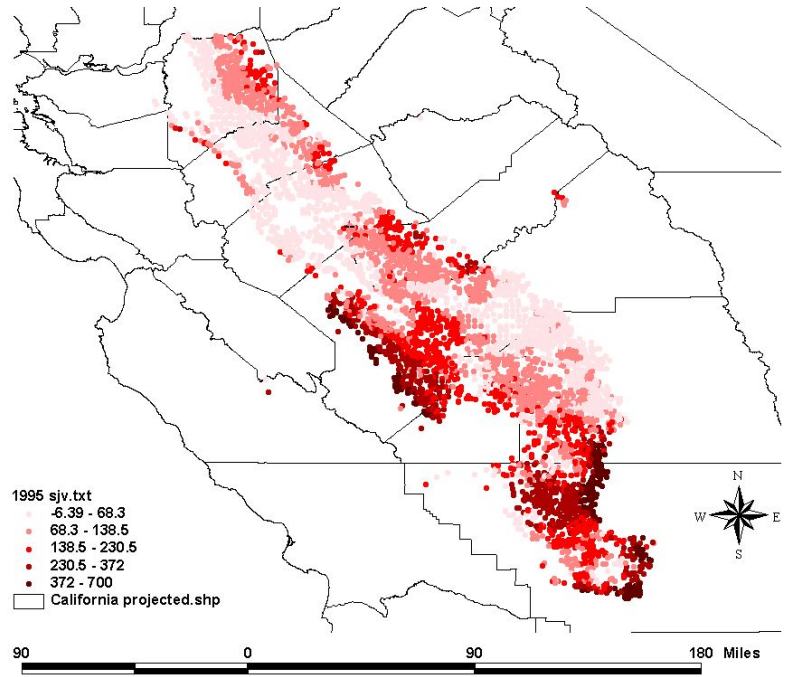 1995 sjv.txt
-6.39 - 68.3
68.3 - 138.5
138.5 - 230.5
230.5 - 372
372 - 700
California projected.shp
N
W E
S
90 0 90 180 Miles